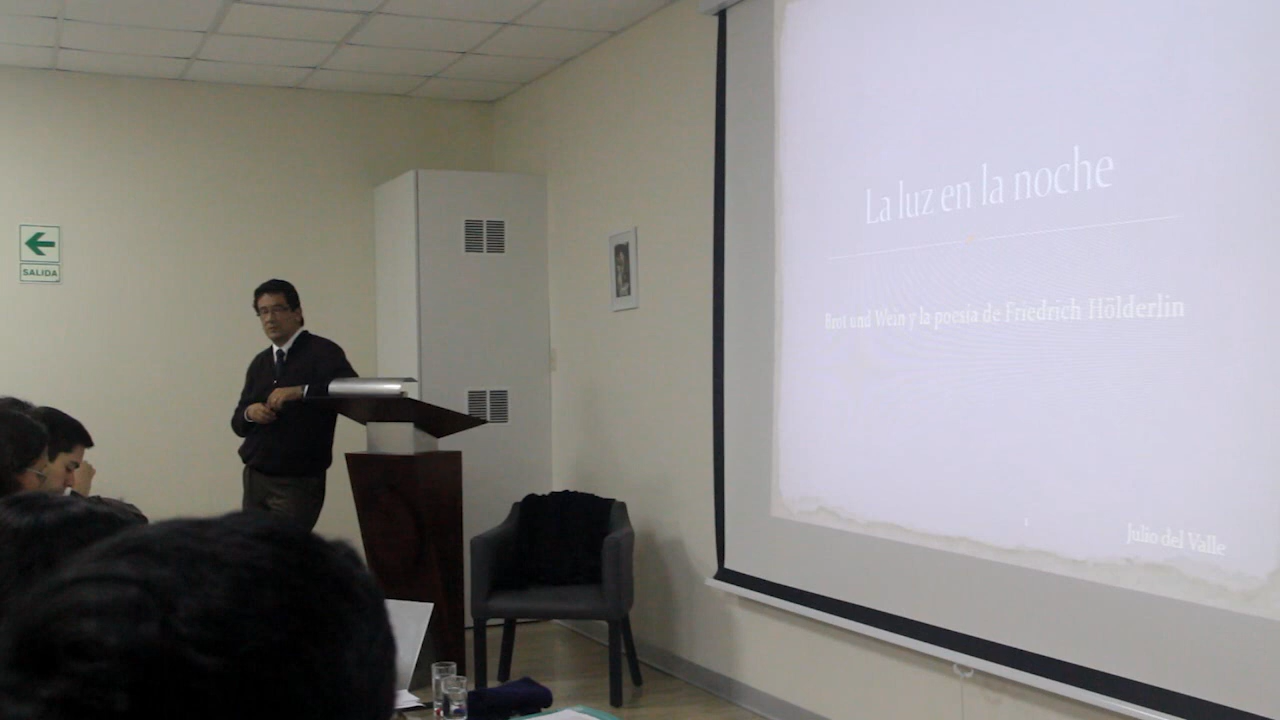 SALIDA
La luz en la noche
Brot und Wein y la poesía de Friedrich Hölderlin
Julio del Valle